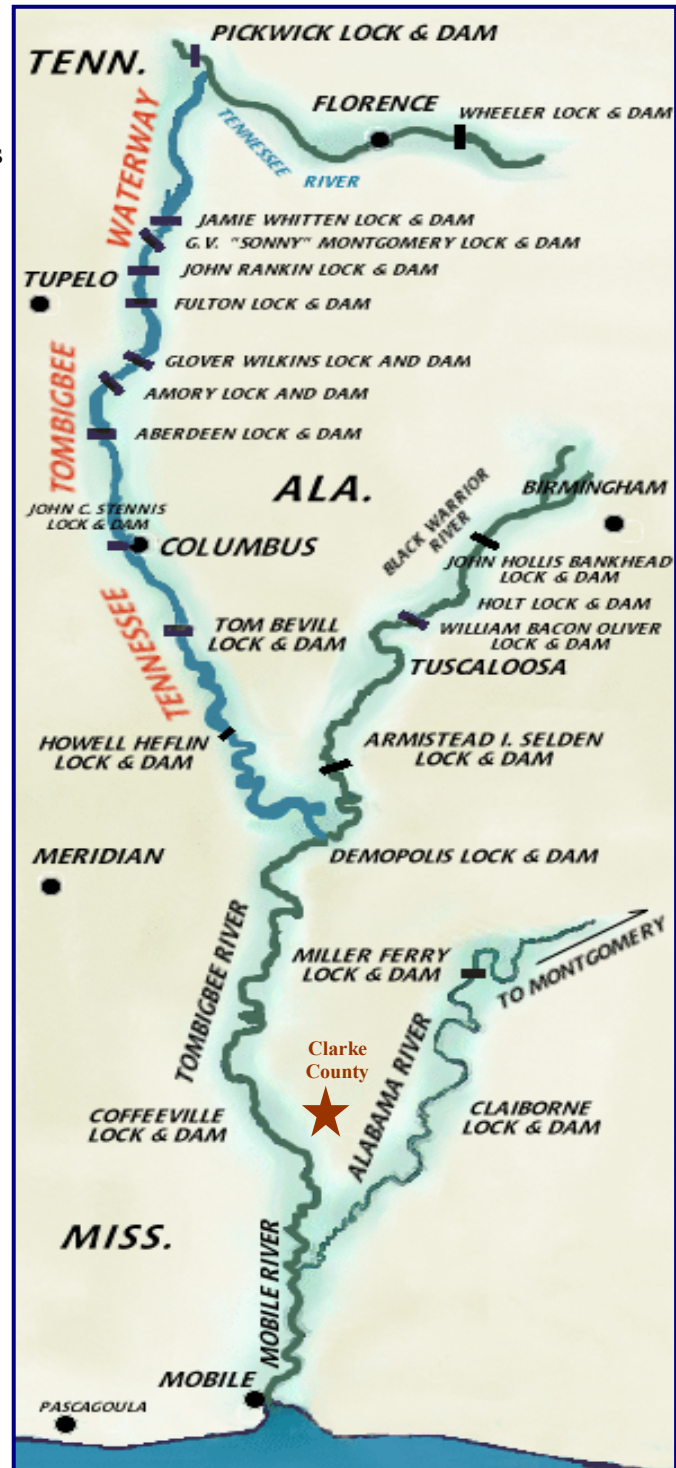 PICKWICK LOCK & DAM
TENN.
FLORENCE
WHEELER LOCK & DAM
TENNESSEE
RIVER
s
WATERWAY
JAMIE WHITTEN LOCK & DAM
G.V. "SONNY" MONTGOMERY LOCK & DAM
JOHN RANKIN LOCK & DAM
TUPELO
FULTON LOCK & DAM
GLOVER WILKINS LOCK AND DAM
AMORY LOCK AND DAM
TOMBIGBEE
ABERDEEN LOCK & DAM
ALA.
BIRMINGHAM
BLACK WARRIOR
RIVER
JOHN C. STENNIS
LOCK & DAM
COLUMBUS
JOHN HOLLIS BANKHEAD
LOCK & DAM
HOLT LOCK & DAM
WILLIAM BACON OLIVER
LOCK & DAM
TOM BEVILL
LOCK & DAM
TENNESSEE
TUSCALOOSA
HOWELL HEFLIN
LOCK & DAM
ARMISTEAD I. SELDEN
LOCK & DAM
MERIDIAN
DEMOPOLIS LOCK & DAM
TOMBIGBEE RIVER
MILLER FERRY
LOCK & DAM
TO MONTGOMERY
Clarke
County
ALABAMA RIVER
COFFEEVILLE
LOCK & DAM
CLAIBORNE
LOCK & DAM
MISS.
MOBILE RIVER
MOBILE
PASCAGOULA